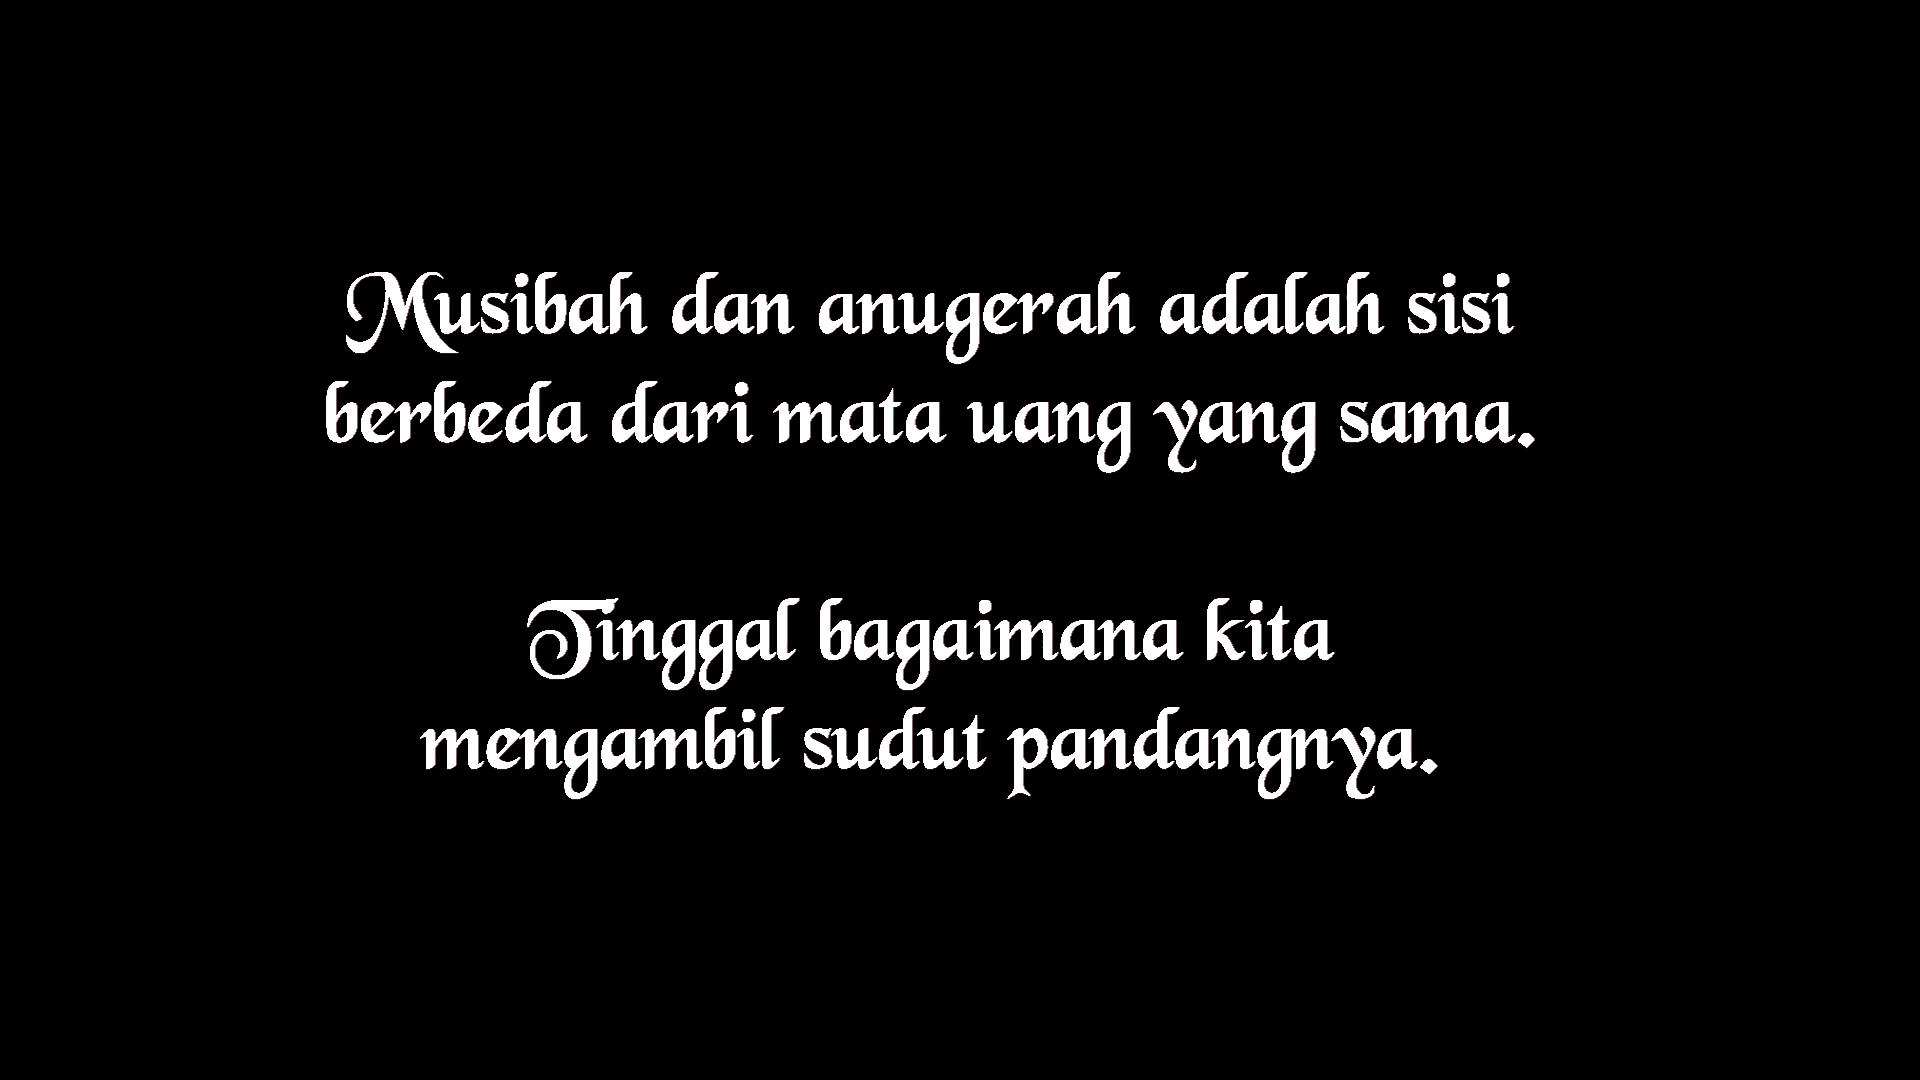 Musibah dan anugerah adalah sisi
berbeda dari mata uang yang sama.
Tinggal bagaimana kita
mengambil sudut pandangnya.